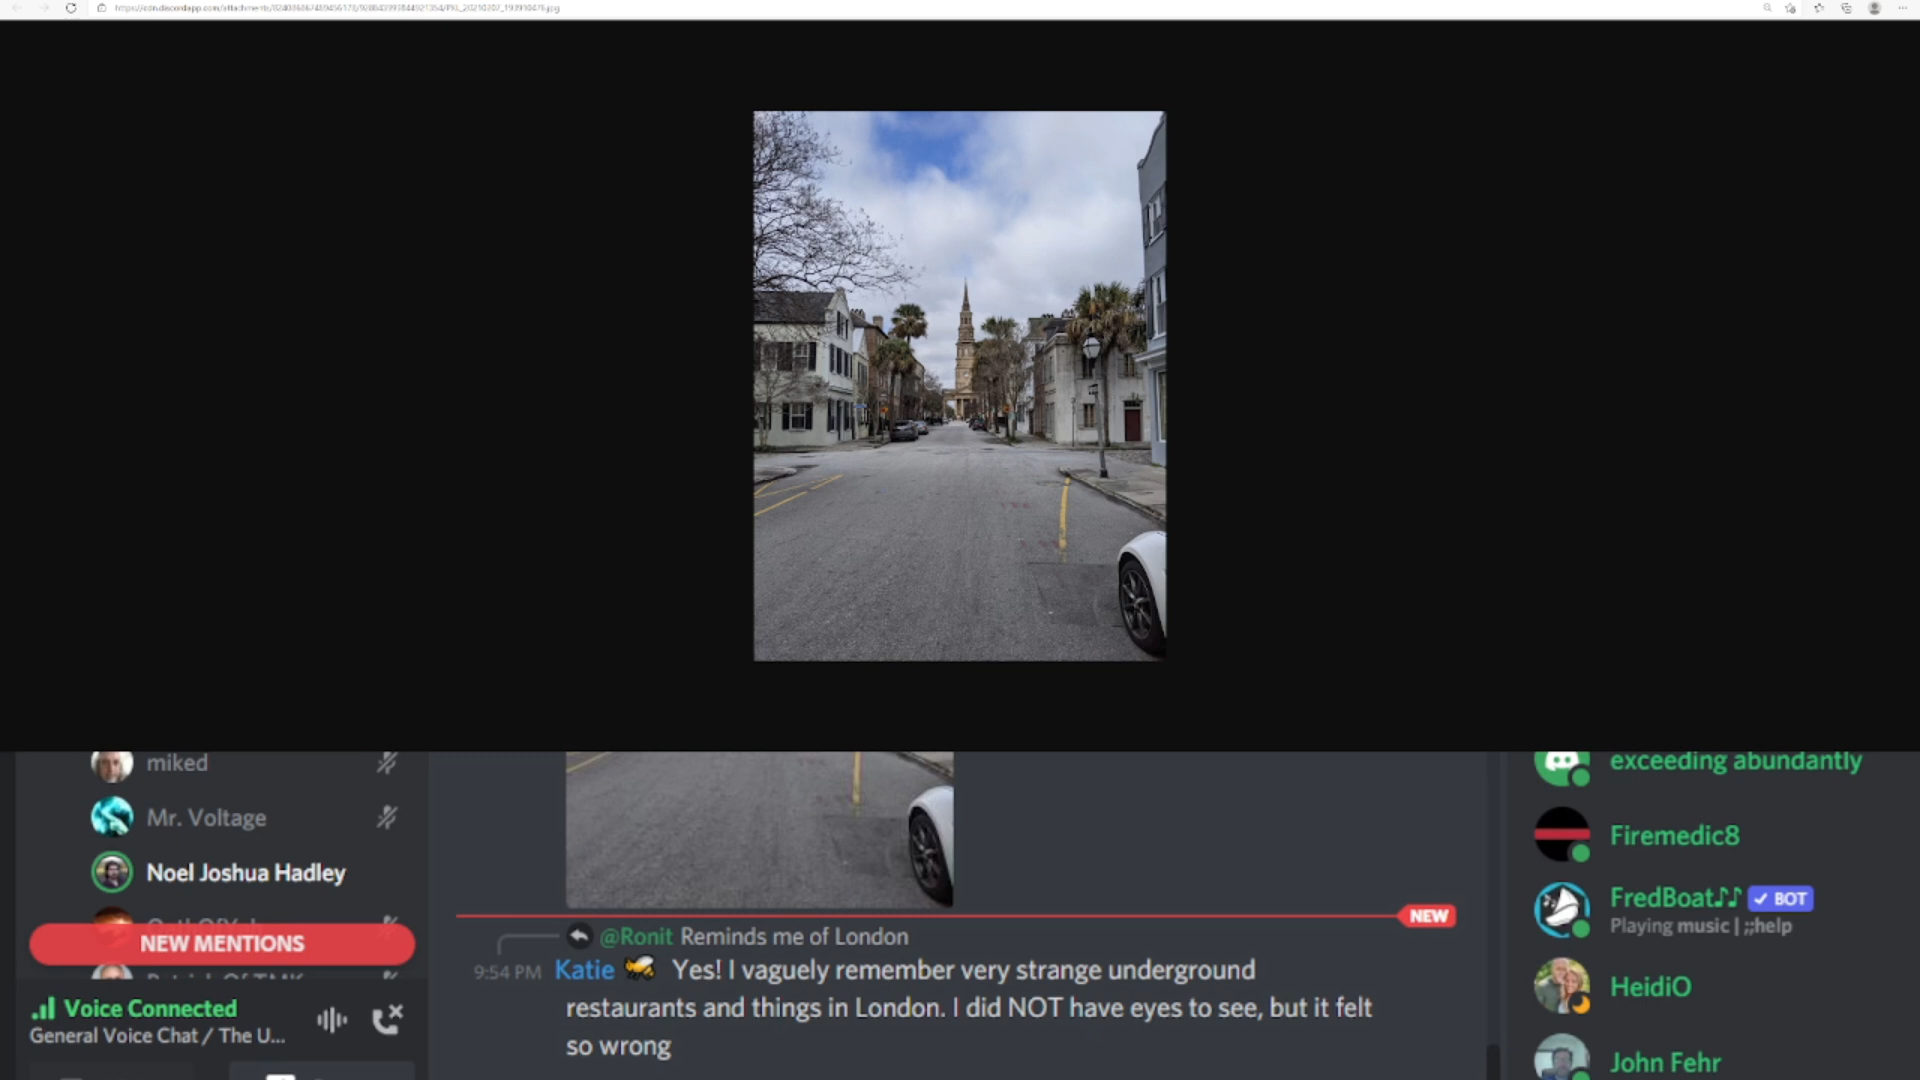 miked
Mr. Voltage
Noel Joshua Hadley
NEW MENTIONS
Voice Connected
General Voice Chat / The U...
NEW
@Ronit Reminds me of London
9:54 PM Katie Yes! I vaguely remember very strange underground
restaurants and things in London. I did NOT have eyes to see, but it felt
so wrong
exceeding abundantly
Firemedic8
FredBoat♪♪ ✓ BOT
Playing music | ;;help
HeidiO
John Fehr